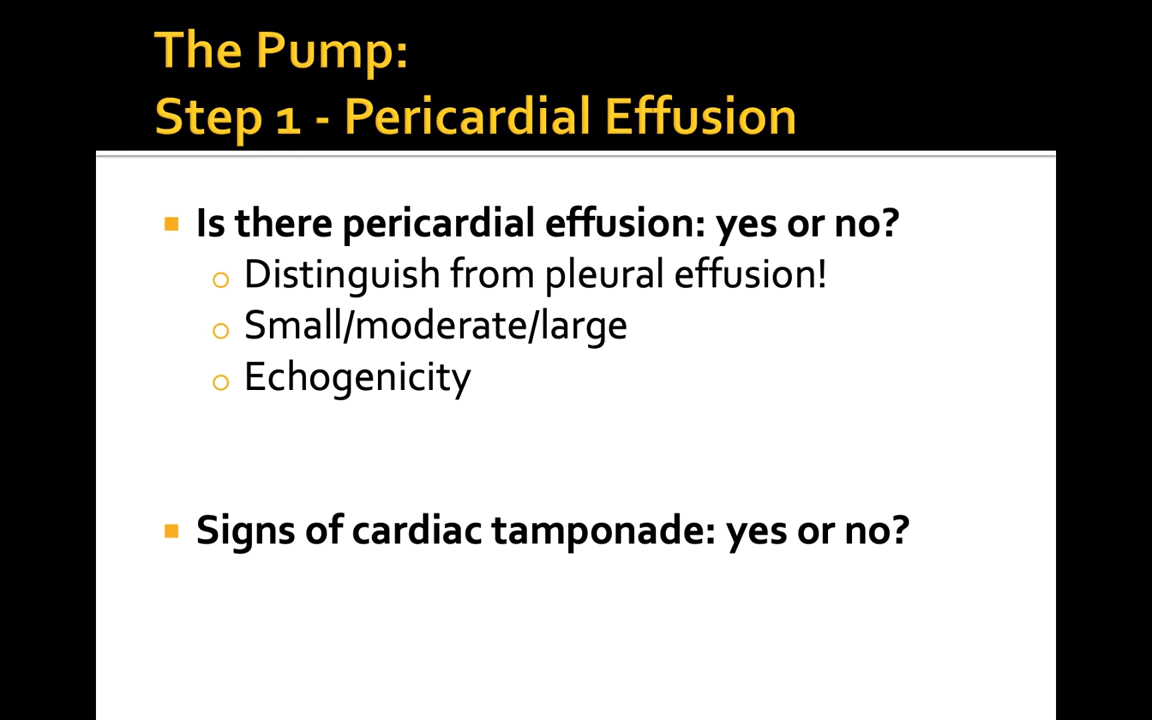 The Pump:
Step 1 - Pericardial Effusion
Is there pericardial effusion: yes or no?
Distinguish from pleural effusion!
Small/moderate/large
Echogenicity
Signs of cardiac tamponade: yes or no?